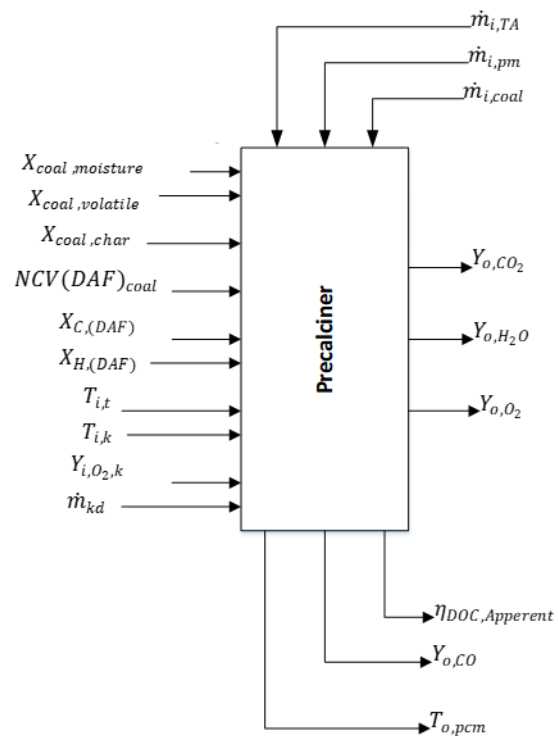 ṁ_{i,TA}
ṁ_{i,pm}
ṁ_{i,coal}
X_{coal,moisture}
X_{coal,volatile}
X_{coal,char}
NCV(DAF)_{coal}
X_{C,(DAF)}
X_{H,(DAF)}
T_{i,t}
T_{i,k}
Y_{i,O_2,k}
ṁ_{kd}
Precalciner
Y_{o,CO_2}
Y_{o,H_2O}
Y_{o,O_2}
η_{DOC,Apperent}
Y_{o,CO}
T_{o,pcm}